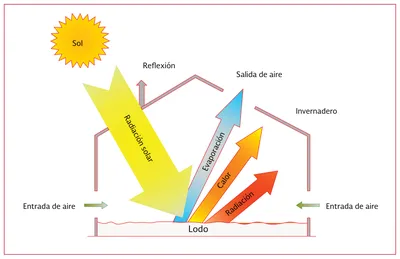 Sol
Reflexión
Salida de aire
Invernadero
Radiación solar
Evaporación
Calor
Radiación
Entrada de aire
Entrada de aire
Lodo